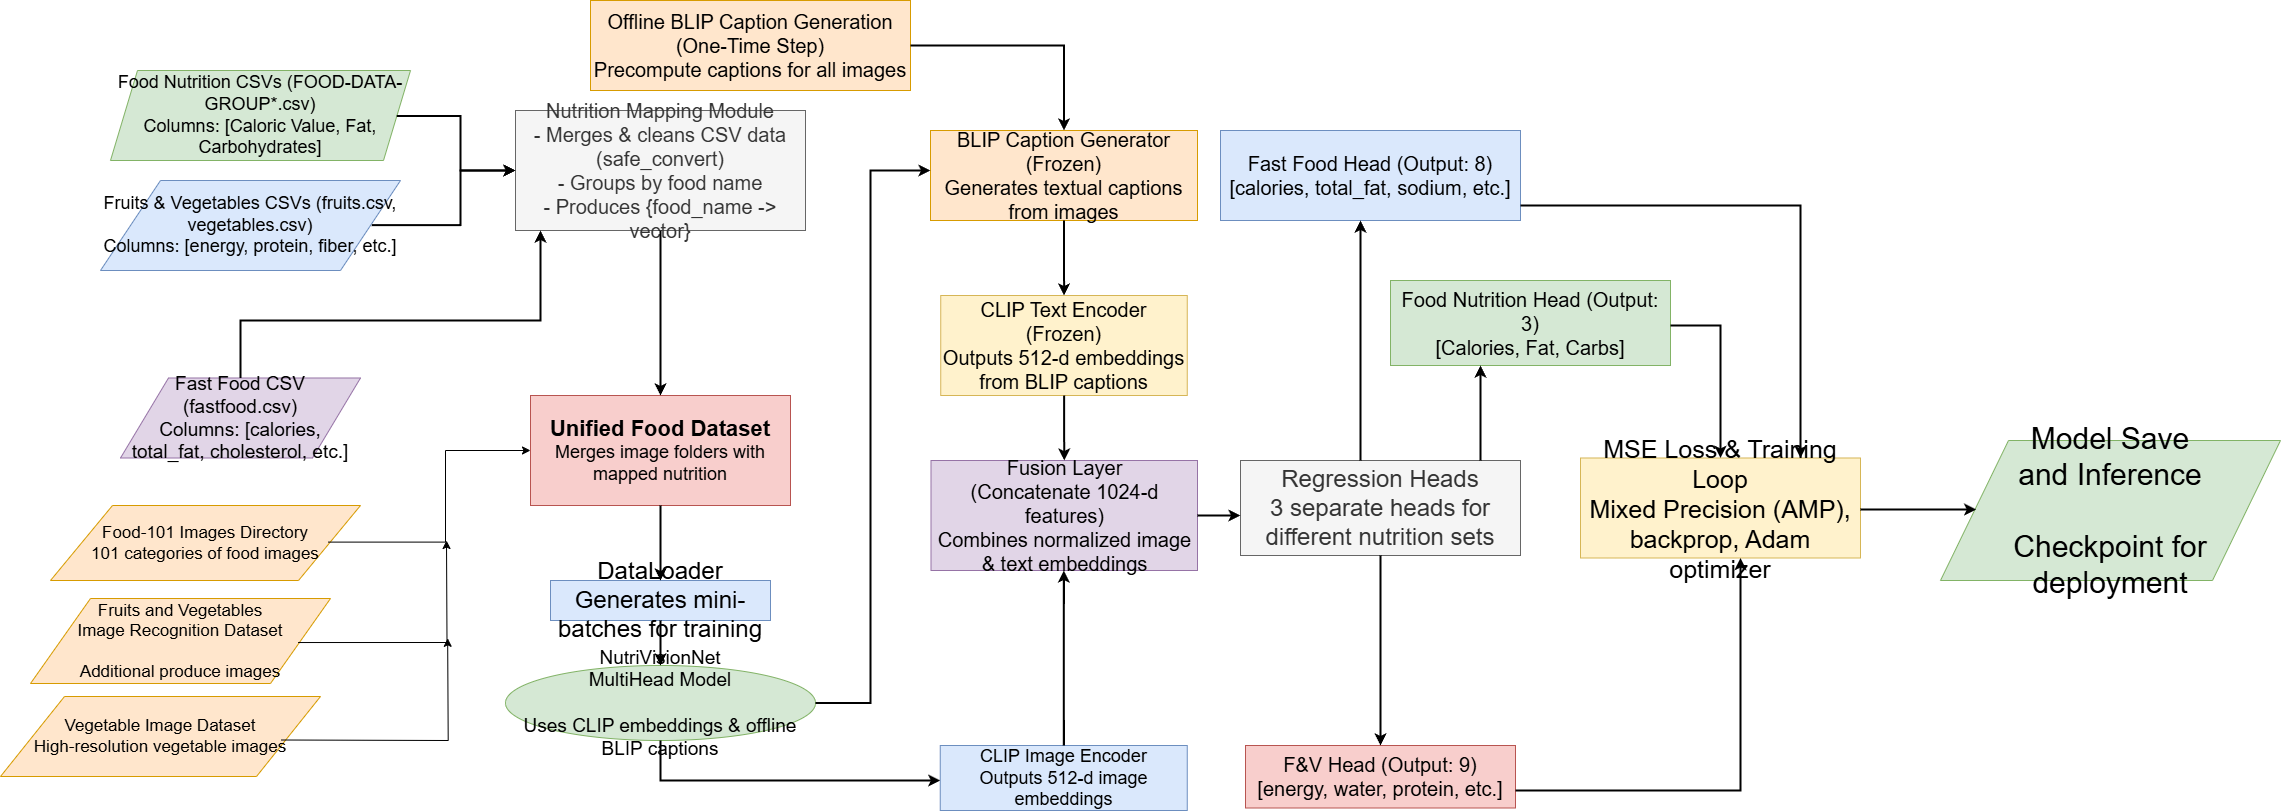 Offline BLIP Caption Generation
(One-Time Step)
Precompute captions for all images
Food Nutrition CSVs (FOOD-DATA-
GROUP*.csv)
Columns: [Caloric Value, Fat,
Carbohydrates]
Fruits & Vegetables CSVs (fruits.csv,
vegetables.csv)
Columns: [energy, protein, fiber, etc.]
Nutrition Mapping Module
- Merges & cleans CSV data
(safe_convert)
- Groups by food name
- Produces {food_name ->
vector}
Fast Food CSV
(fastfood.csv)
Columns: [calories,
total_fat, cholesterol, etc.]
Food-101 Images Directory
101 categories of food images
Fruits and Vegetables
Image Recognition Dataset
Additional produce images
Vegetable Image Dataset
High-resolution vegetable images
Unified Food Dataset
Merges image folders with
mapped nutrition
DataLoader
Generates mini-
batches for training
NutriVisionNet
MultiHead Model
Uses CLIP embeddings & offline
BLIP captions
BLIP Caption Generator
(Frozen)
Generates textual captions
from images
CLIP Text Encoder
(Frozen)
Outputs 512-d embeddings
from BLIP captions
Fusion Layer
(Concatenate 1024-d
features)
Combines normalized image
& text embeddings
CLIP Image Encoder
Outputs 512-d image
embeddings
Fast Food Head (Output: 8)
[calories, total_fat, sodium, etc.]
Food Nutrition Head (Output:
3)
[Calories, Fat, Carbs]
Regression Heads
3 separate heads for
different nutrition sets
F&V Head (Output: 9)
[energy, water, protein, etc.]
MSE Loss & Training
Loop
Mixed Precision (AMP),
backprop, Adam
optimizer
Model Save
and Inference
Checkpoint for
deployment